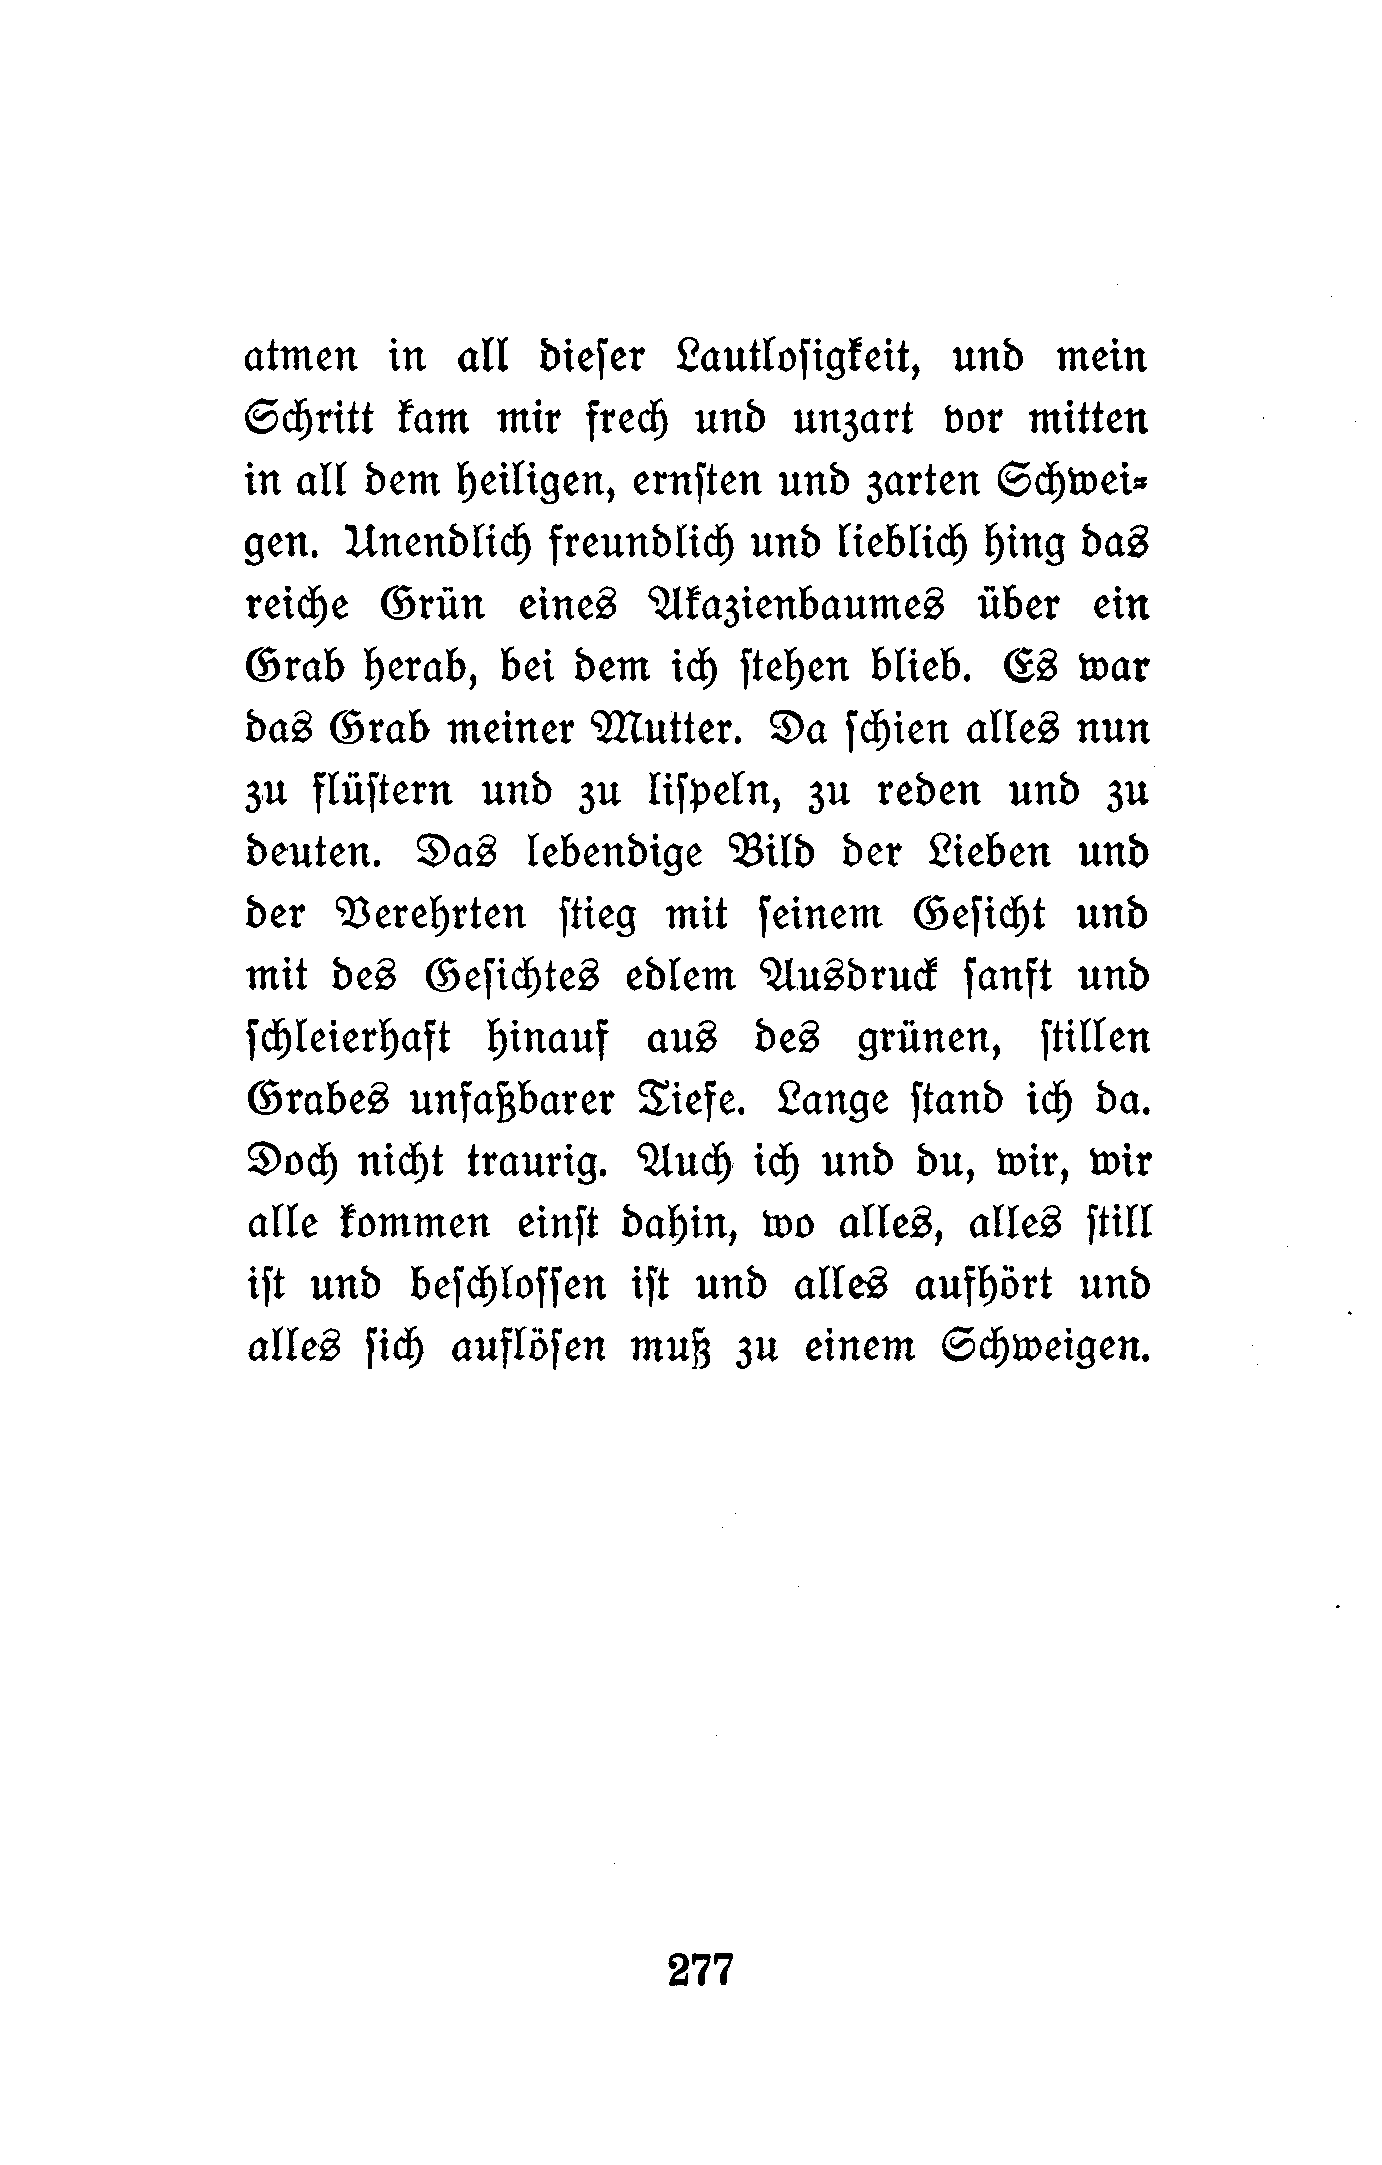 atmen in all dieſer Lautloſigkeit, und mein
Schritt kam mir frech und unzart vor mitten
in all dem heiligen, ernſten und zarten Schwei⸗
gen. Unendlich freundlich und lieblich hing das
reiche Grün eines Akazienbaumes über ein
Grab herab, bei dem ich ſtehen blieb. Es war
das Grab meiner Mutter. Da ſchien alles nun
zu flüſtern und zu liſpeln, zu reden und zu
deuten. Das lebendige Bild der Lieben und
der Verehrten ſtieg mit ſeinem Geſicht und
mit des Geſichtes edlem Ausdruck ſanft und
ſchleierhaft hinauf aus des grünen, ſtillen
Grabes unfaßbarer Tiefe. Lange ſtand ich da.
Doch nicht traurig. Auch ich und du, wir, wir
alle kommen einſt dahin, wo alles, alles ſtill
iſt und beſchloſſen iſt und alles aufhört und
alles ſich auflöſen muß zu einem Schweigen.
277